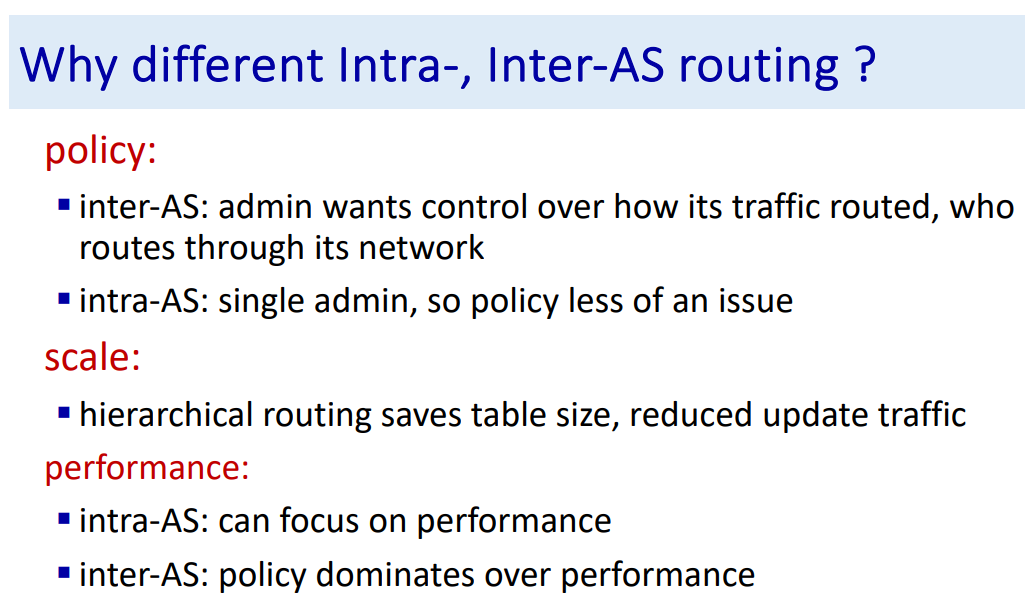 Why different Intra-, Inter-AS routing ?
policy:
▪ inter-AS: admin wants control over how its traffic routed, who
routes through its network
▪ intra-AS: single admin, so policy less of an issue
scale:
▪ hierarchical routing saves table size, reduced update traffic
performance:
▪ intra-AS: can focus on performance
▪ inter-AS: policy dominates over performance